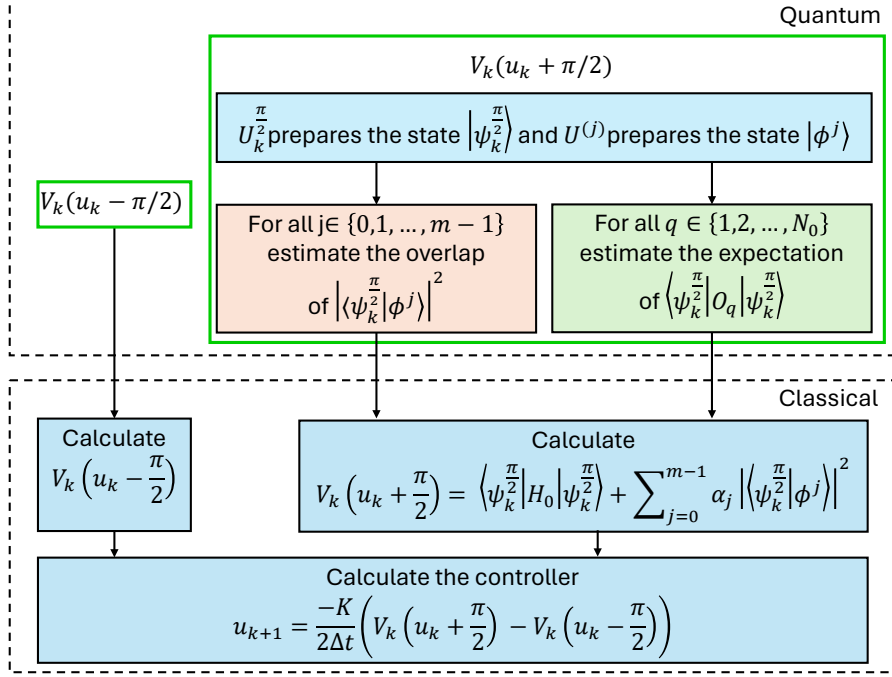 Quantum
V_k(u_k + π/2)
U_k^{π/2} prepares the state |ψ_k^{π/2}⟩ and U^{(j)} prepares the state |ϕ^j⟩
V_k(u_k − π/2)
For all j∈ {0,1, … , m − 1}
estimate the overlap
of |⟨ψ_k^{π/2}|ϕ^j⟩|^2
For all q ∈ {1,2, … , N_0}
estimate the expectation
of ⟨ψ_k^{π/2}|O_q|ψ_k^{π/2}⟩
Classical
Calculate
V_k (u_k − π/2)
Calculate
V_k (u_k + π/2) = ⟨ψ_k^{π/2}|H_0|ψ_k^{π/2}⟩ + ∑_{j=0}^{m−1} α_j |⟨ψ_k^{π/2}|ϕ^j⟩|^2
Calculate the controller
u_{k+1} = −K/2Δt (V_k (u_k + π/2) − V_k (u_k − π/2))